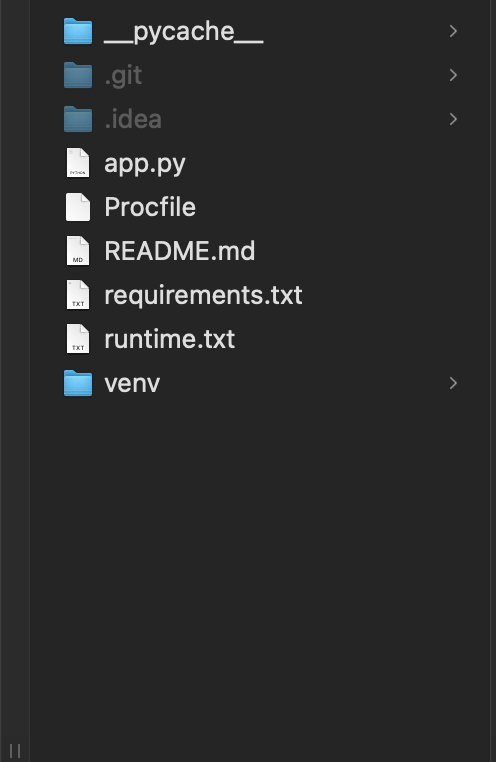 __pycache__
.git
.idea
app.py
Procfile
README.md
requirements.txt
runtime.txt
venv